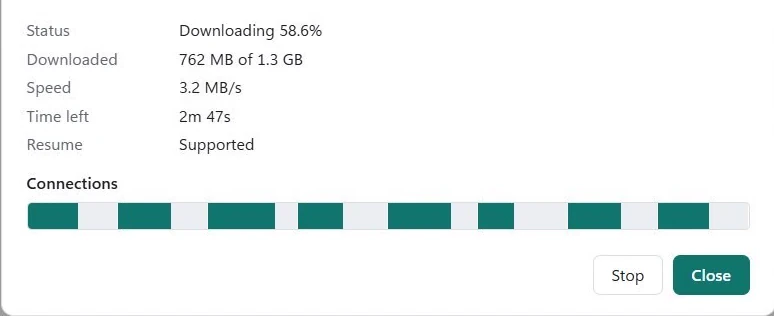 Status Downloading 58.6%
Downloaded 762 MB of 1.3 GB
Speed 3.2 MB/s
Time left 2m 47s
Resume Supported
Connections
Stop Close